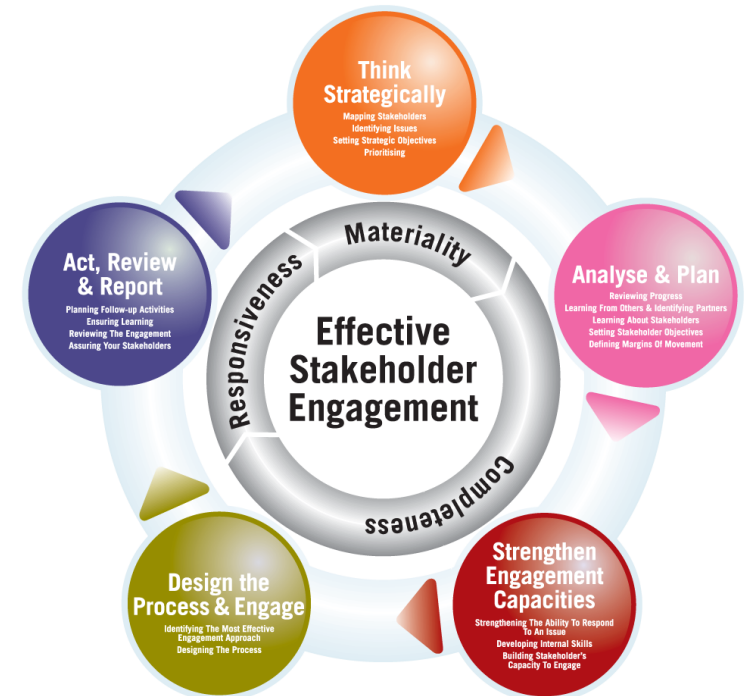 Think
Strategically
Mapping Stakeholders
Identifying Issues
Setting Strategic Objectives
Prioritising
Analyse & Plan
Reviewing Progress
Learning From Others & Identifying Partners
Learning About Stakeholders
Setting Stakeholder Objectives
Defining Margins Of Movement
Strengthen
Engagement
Capacities
Strengthening The Ability To Respond
To An Issue
Developing Internal Skills
Building Stakeholder's
Capacity To Engage
Design the
Process & Engage
Identifying The Most Effective
Engagement Approach
Designing The Process
Act, Review
& Report
Planning Follow-up Activities
Ensuring Learning
Reviewing The Engagement
Assuring Your Stakeholders
Materiality
Completeness
Responsiveness
Effective
Stakeholder
Engagement